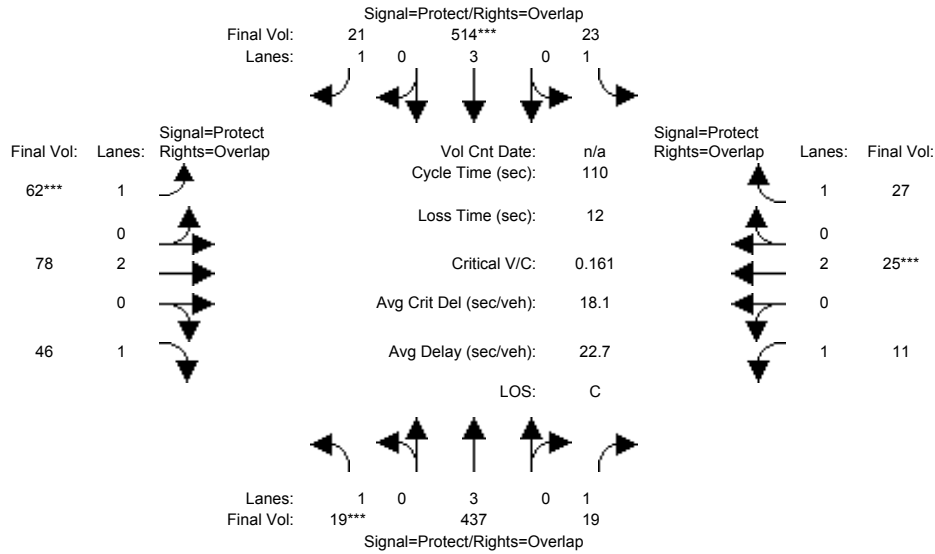 Signal=Protect/Rights=Overlap
Final Vol: 21 514*** 23
Lanes: 1 0 3 0 1
Signal=Protect
Final Vol: Lanes: Rights=Overlap
Vol Cnt Date: n/a
Signal=Protect
Rights=Overlap Lanes: Final Vol:
Cycle Time (sec): 110
62*** 1
1 27
Loss Time (sec): 12
0
0
78 2
Critical V/C: 0.161
2 25***
0
Avg Crit Del (sec/veh): 18.1
0
46 1
Avg Delay (sec/veh): 22.7
1 11
LOS: C
Lanes: 1 0 3 0 1
Final Vol: 19*** 437 19
Signal=Protect/Rights=Overlap